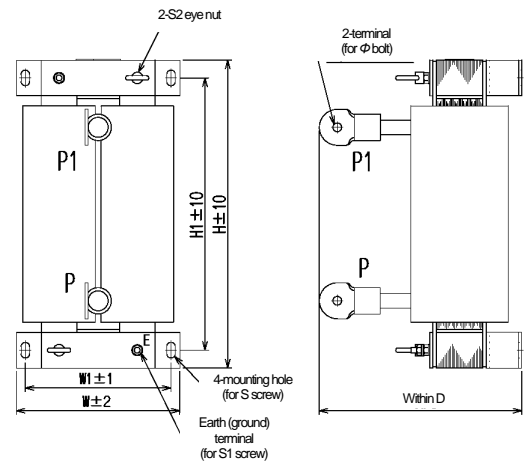 2-S2 eye nut
2-terminal
(for Φ bolt)
P1
P1
H1±10
H±10
P
P
E
W1±1
W±2
4-mounting hole
(for S screw)
Within D
Earth (ground)
terminal
(for S1 screw)